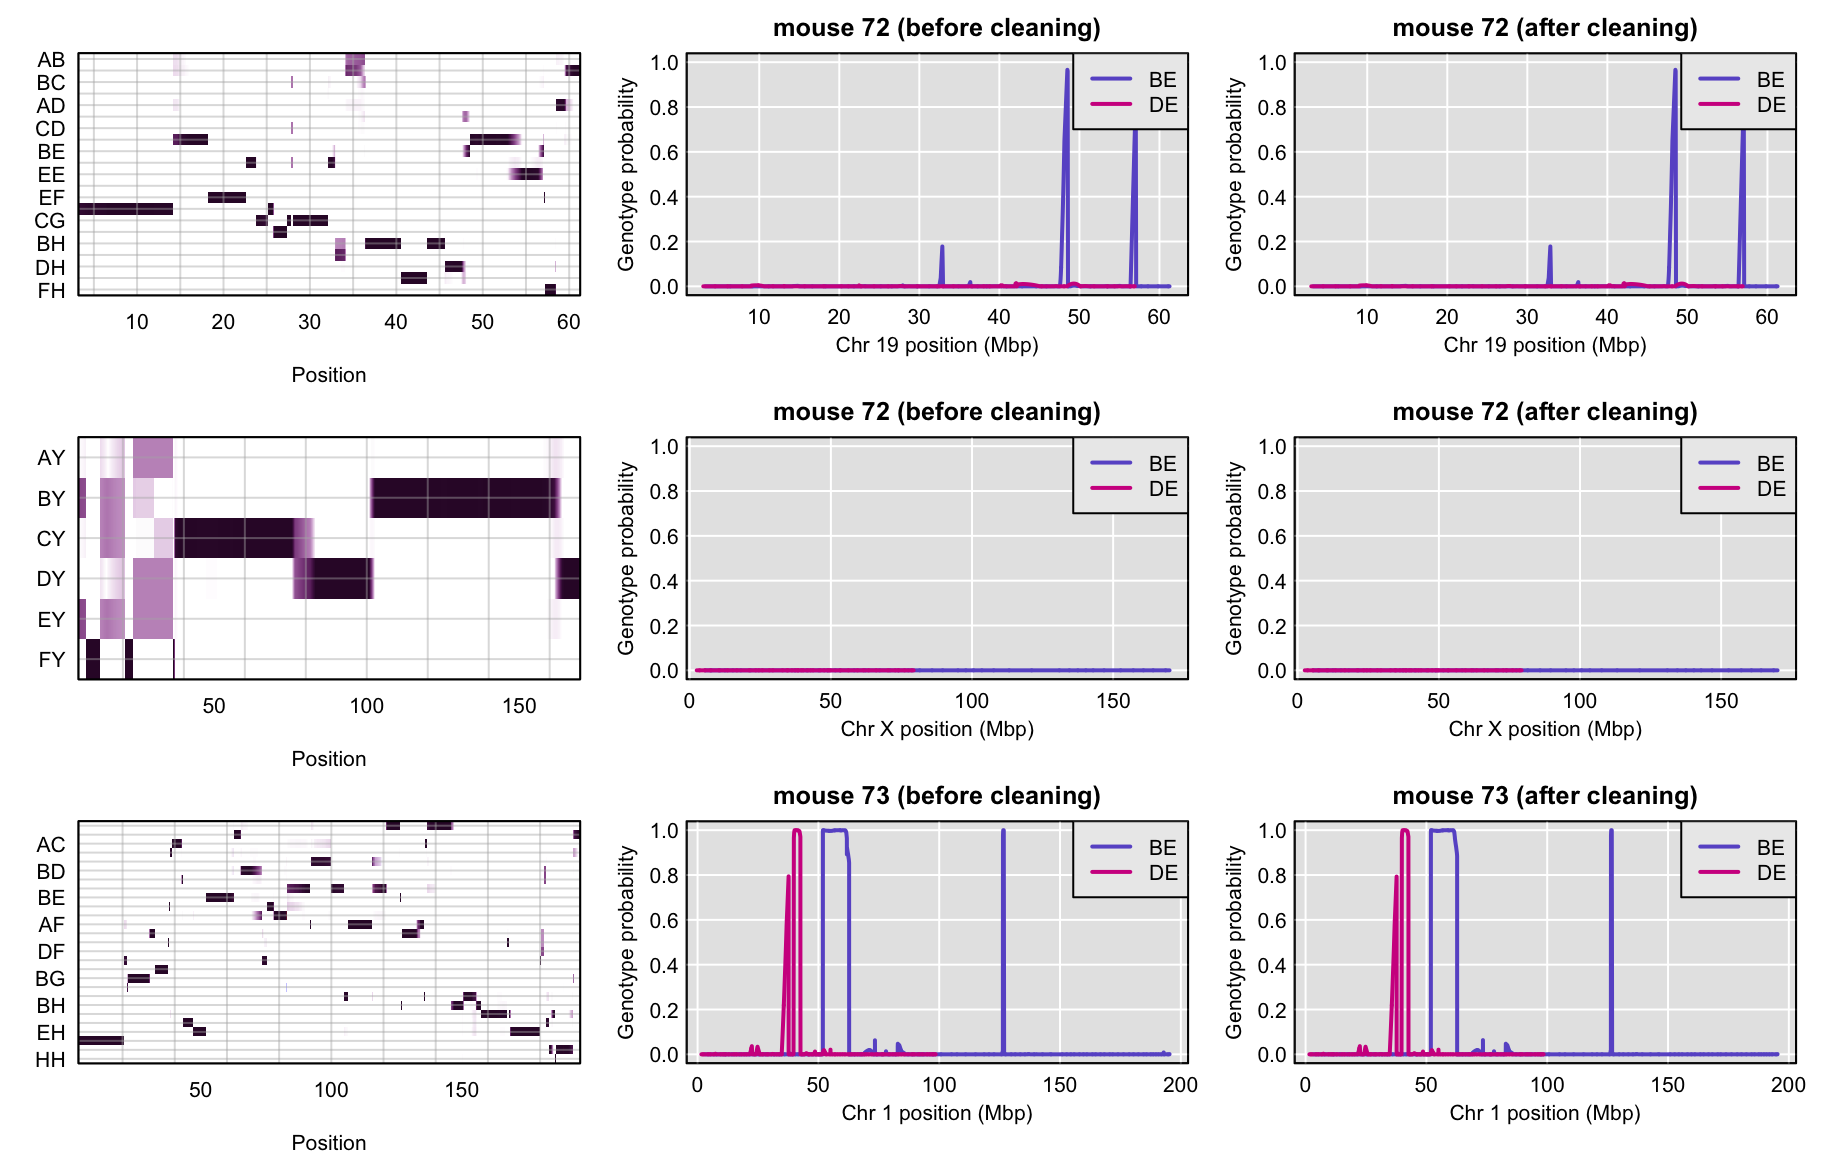 mouse 72 (before cleaning)
mouse 72 (after cleaning)
AB
BC
AD
CD
BE
EE
EF
CG
BH
DH
FH
10 20 30 40 50 60
Position
Genotype probability
1.0
0.8
0.6
0.4
0.2
0.0
BE
DE
10 20 30 40 50 60
Chr 19 position (Mbp)
Genotype probability
1.0
0.8
0.6
0.4
0.2
0.0
BE
DE
10 20 30 40 50 60
Chr 19 position (Mbp)
mouse 72 (before cleaning)
mouse 72 (after cleaning)
AY
BY
CY
DY
EY
FY
50 100 150
Position
Genotype probability
1.0
0.8
0.6
0.4
0.2
0.0
BE
DE
0 50 100 150
Chr X position (Mbp)
Genotype probability
1.0
0.8
0.6
0.4
0.2
0.0
BE
DE
0 50 100 150
Chr X position (Mbp)
mouse 73 (before cleaning)
mouse 73 (after cleaning)
AC
BD
BE
AF
DF
BG
BH
EH
HH
50 100 150
Position
Genotype probability
1.0
0.8
0.6
0.4
0.2
0.0
BE
DE
0 50 100 150 200
Chr 1 position (Mbp)
Genotype probability
1.0
0.8
0.6
0.4
0.2
0.0
BE
DE
0 50 100 150 200
Chr 1 position (Mbp)